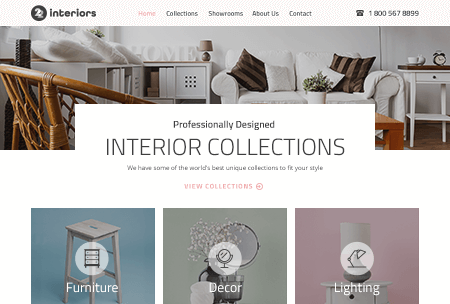 interiors
Home Collections Showrooms About Us Contact
1 800 567 8899
Professionally Designed
INTERIOR COLLECTIONS
We have some of the world's best unique collections to fit your style
VIEW COLLECTIONS
Furniture
Decor
Lighting